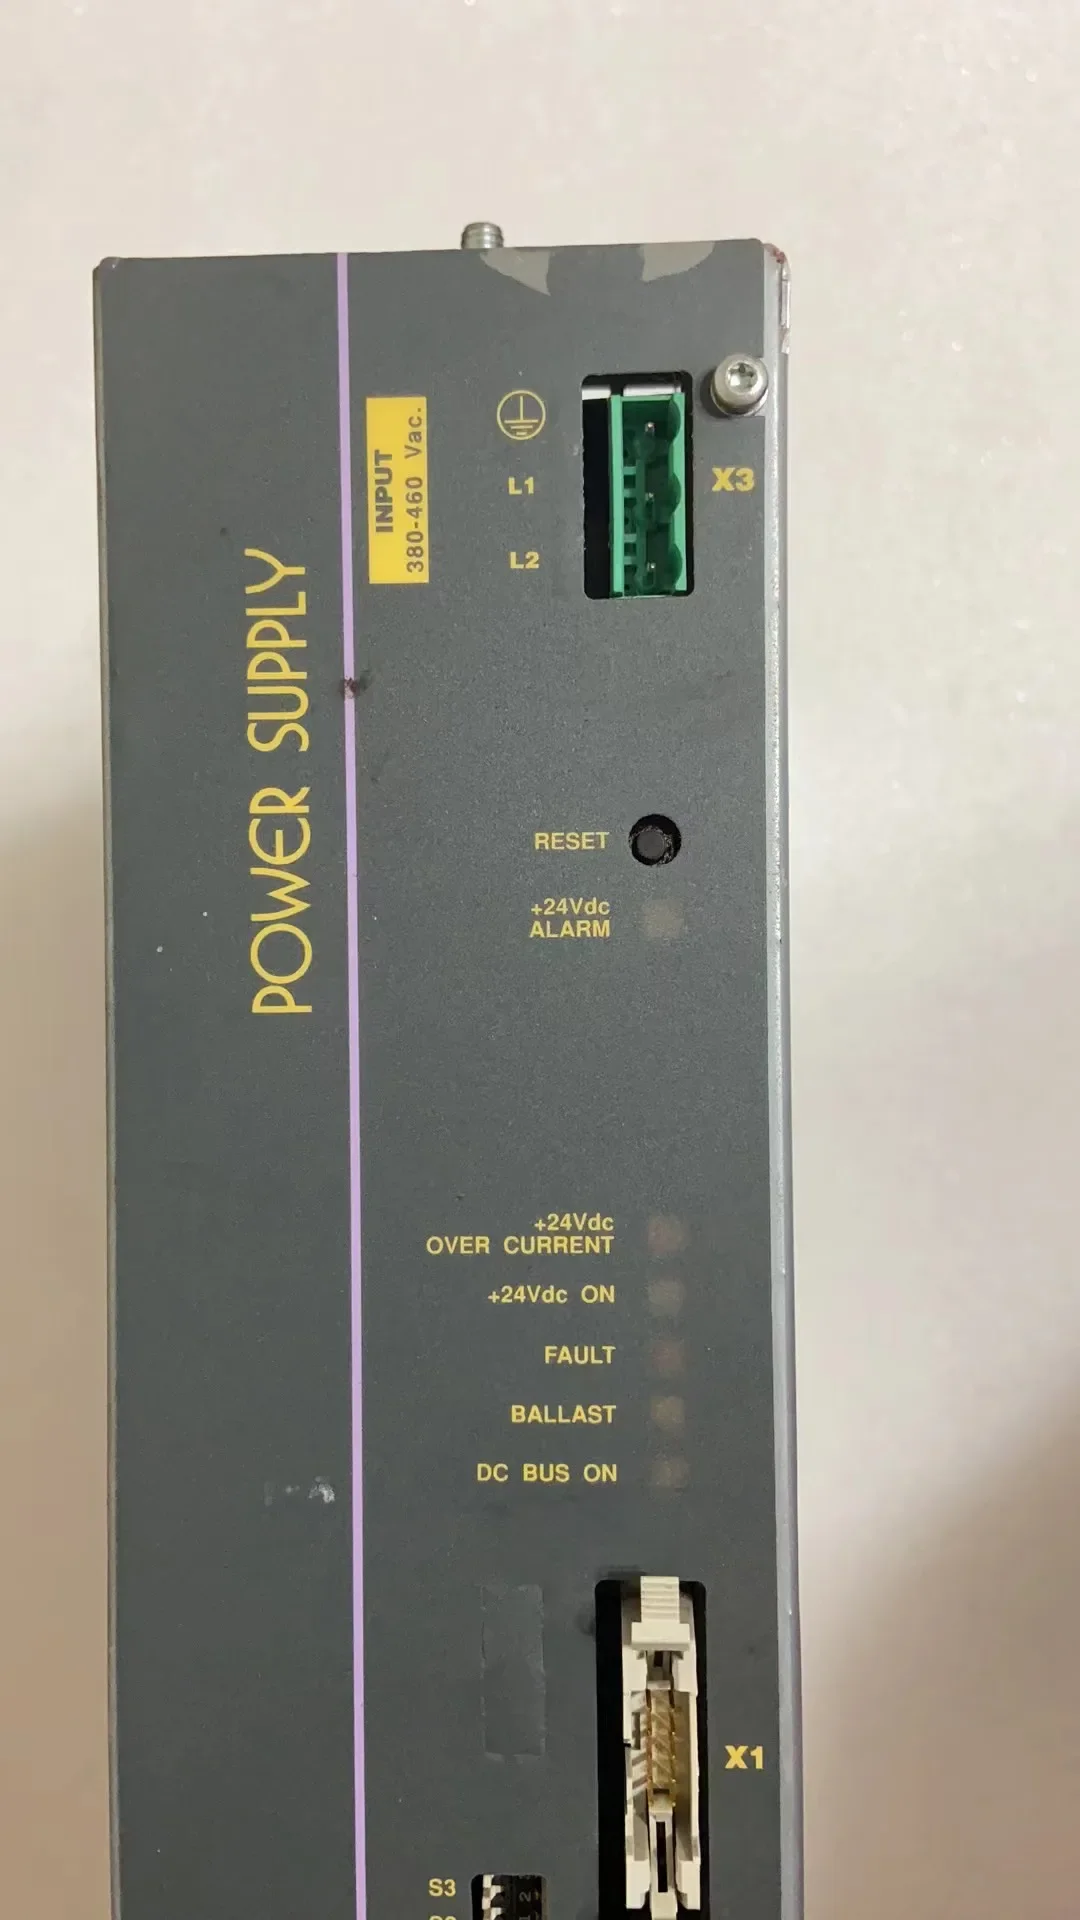 POWER SUPPLY
INPUT
380-460 Vac.
L1
L2
X3
RESET
+24Vdc
ALARM
+24Vdc
OVER CURRENT
+24Vdc ON
FAULT
BALLAST
DC BUS ON
X1
S3